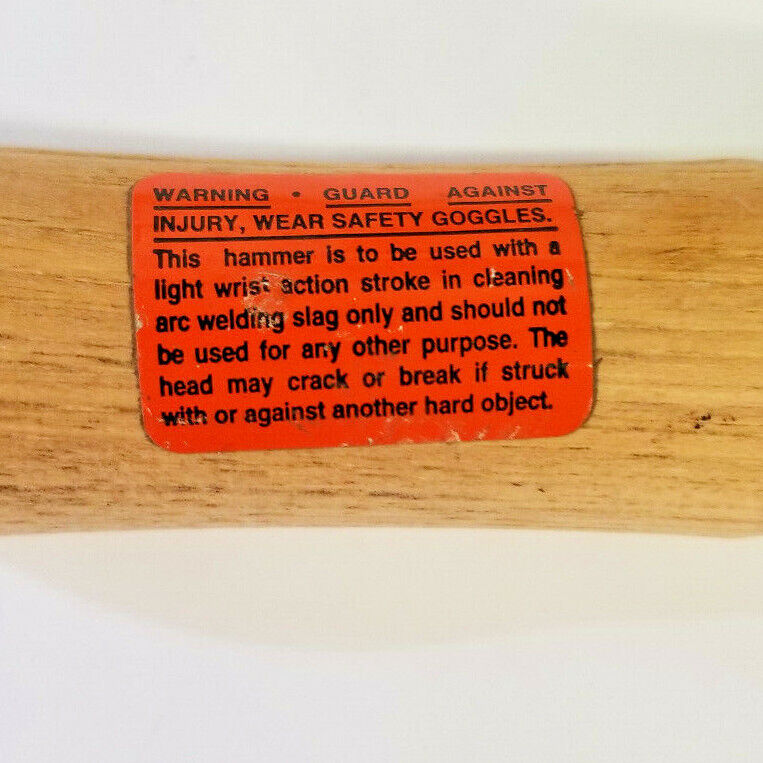 WARNING • GUARD AGAINST
INJURY, WEAR SAFETY GOGGLES.
This hammer is to be used with a
light wrist action stroke in cleaning
arc welding slag only and should not
be used for any other purpose. The
head may crack or break if struck
with or against another hard object.